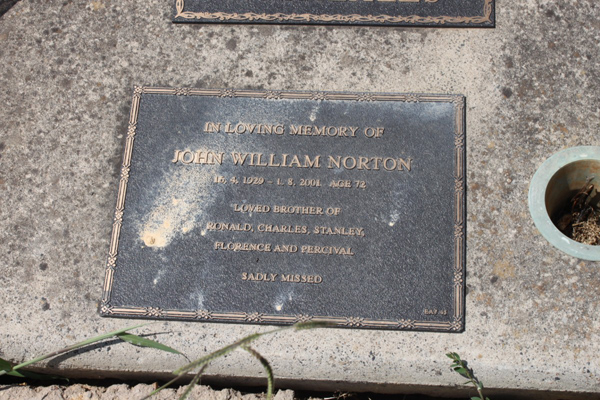 IN LOVING MEMORY OF
JOHN WILLIAM NORTON
16. 4. 1929 – 1. 8. 2001. AGE 72
LOVED BROTHER OF
RONALD, CHARLES, STANLEY,
FLORENCE AND PERCIVAL
SADLY MISSED